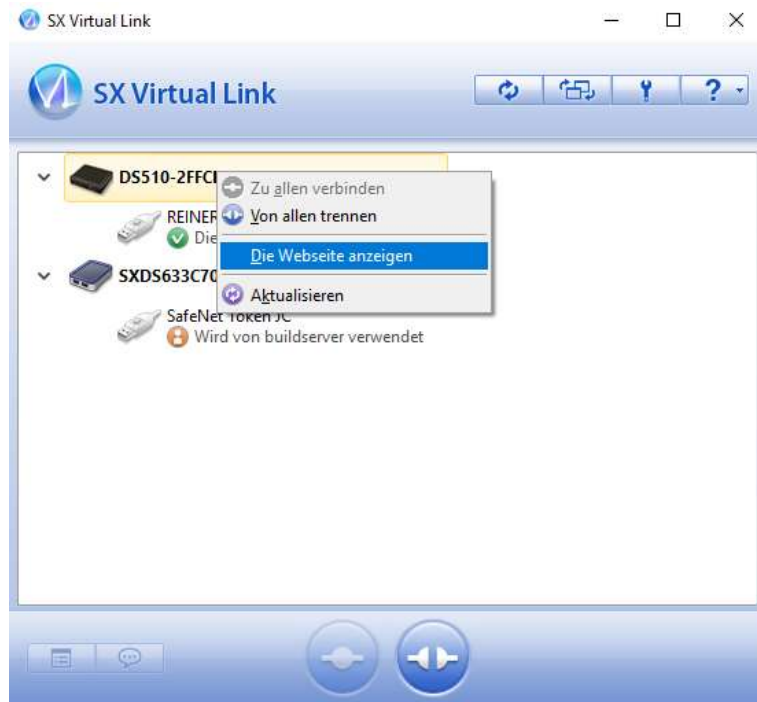 SX Virtual Link
SX Virtual Link
?
DS510-2FFC
Zu allen verbinden
REINER
Von allen trennen
Die
Die Webseite anzeigen
SXDS633C70
Aktualisieren
SafeNet Token JC
Wird von buildserver verwendet